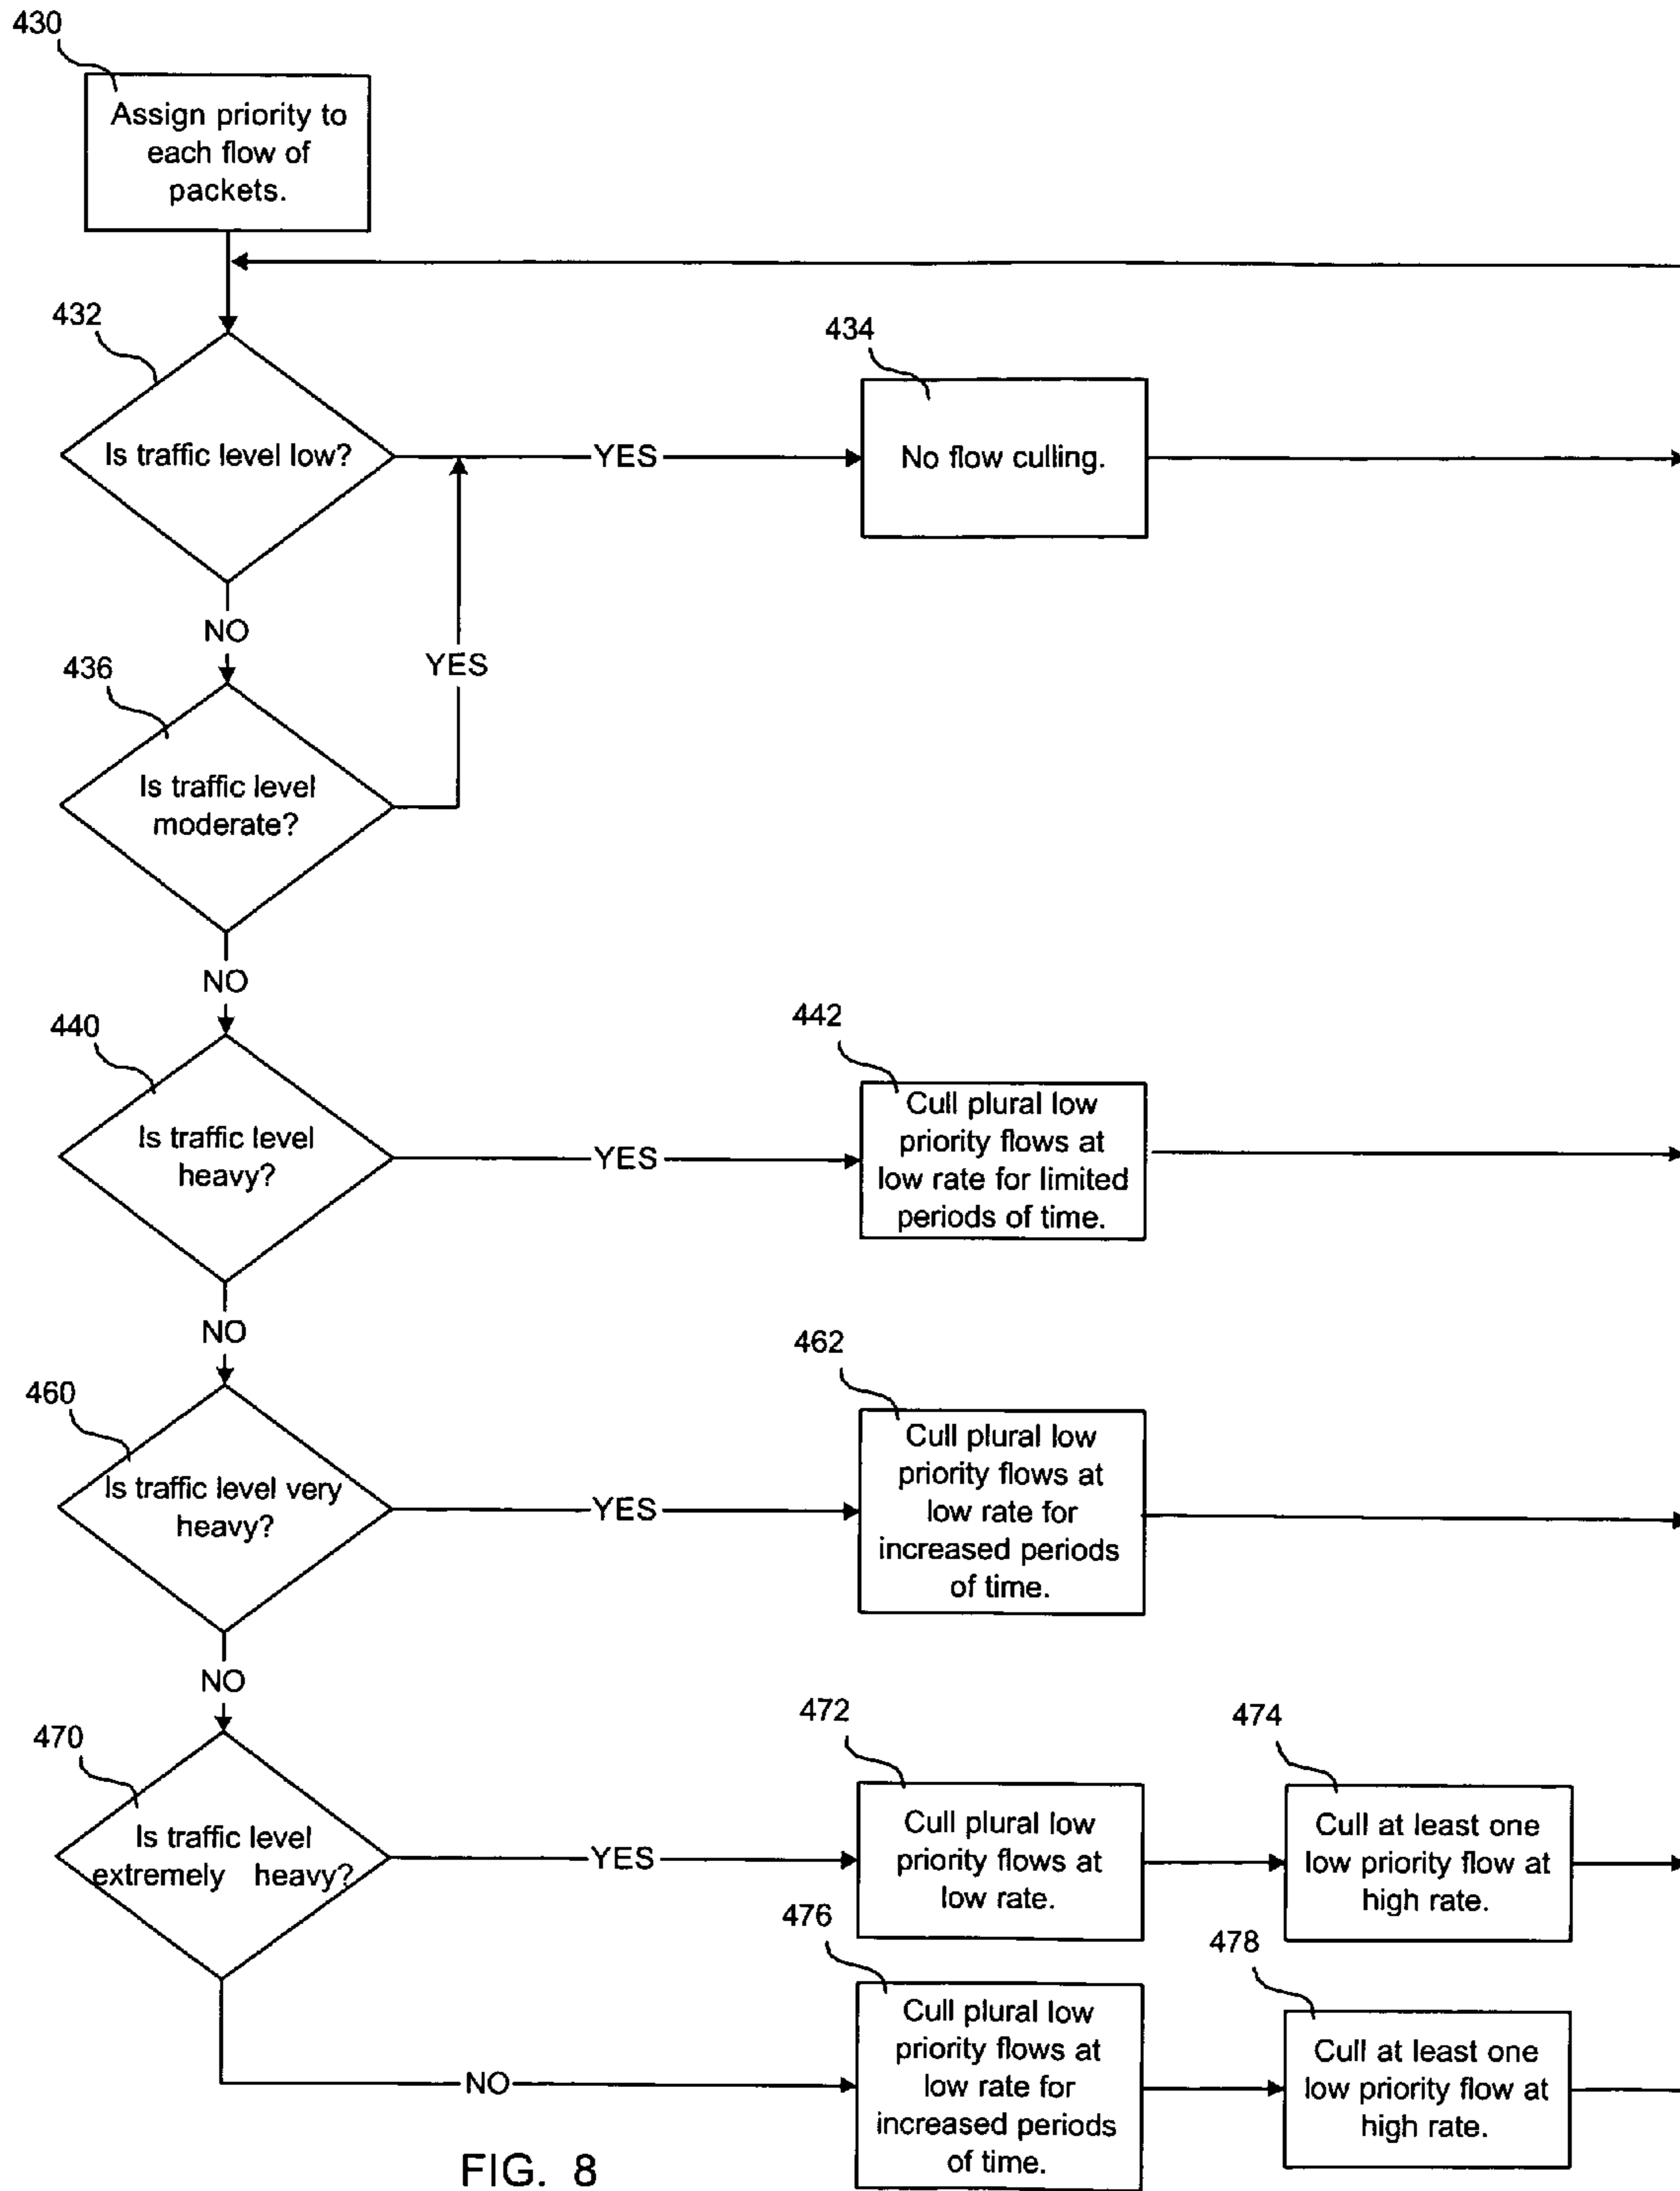 430
Assign priority to
each flow of
packets.
432
Is traffic level low?
YES
434
No flow culling.
NO
YES
436
Is traffic level
moderate?
NO
440
Is traffic level
heavy?
YES
442
Cull plural low
priority flows at
low rate for limited
periods of time.
NO
460
Is traffic level very
heavy?
YES
462
Cull plural low
priority flows at
low rate for
increased periods
of time.
NO
470
Is traffic level
extremely heavy?
YES
472
Cull plural low
priority flows at
low rate.
474
Cull at least one
low priority flow at
high rate.
NO
476
Cull plural low
priority flows at
low rate for
increased periods
of time.
478
Cull at least one
low priority flow at
high rate.
FIG. 8